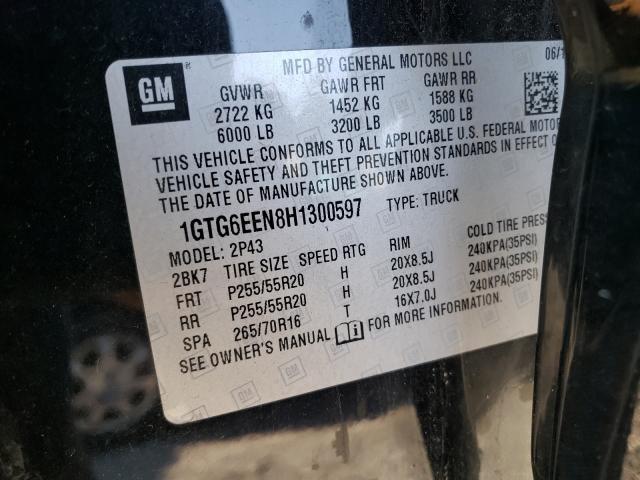 GM
®
MFD BY GENERAL MOTORS LLC 06/1
GVWR GAWR FRT GAWR RR
2722 KG 1452 KG 1588 KG
6000 LB 3200 LB 3500 LB
THIS VEHICLE CONFORMS TO ALL APPLICABLE U.S. FEDERAL MOTOR
VEHICLE SAFETY AND THEFT PREVENTION STANDARDS IN EFFECT O
THE DATE OF MANUFACTURE SHOWN ABOVE.
1GTG6EEN8H1300597 TYPE: TRUCK
MODEL: 2P43
2BK7 TIRE SIZE SPEED RTG RIM COLD TIRE PRES
FRT P255/55R20 H 20X8.5J 240KPA(35PSI)
RR P255/55R20 H 20X8.5J 240KPA(35PSI)
SPA 265/70R16 T 16X7.0J 240KPA(35PSI)
SEE OWNER'S MANUAL FOR MORE INFORMATION.